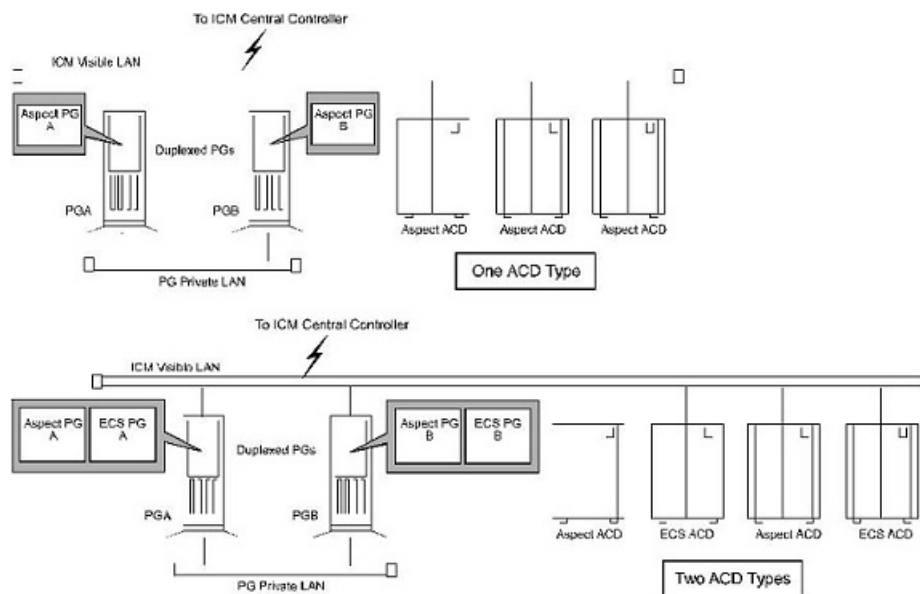 To ICM Central Controller
ICM Visible LAN
Aspect PG
A
Aspect PG
B
Duplexed PGs
PGA
PGB
Aspect ACD
Aspect ACD
Aspect ACD
PG Private LAN
One ACD Type
To ICM Central Controller
ICM Visible LAN
Aspect PG
A
ECS PG
A
Aspect PG
B
ECS PG
B
Duplexed PGs
PGA
PGB
Aspect ACD
ECS ACD
Aspect ACD
ECS ACD
PG Private LAN
Two ACD Types